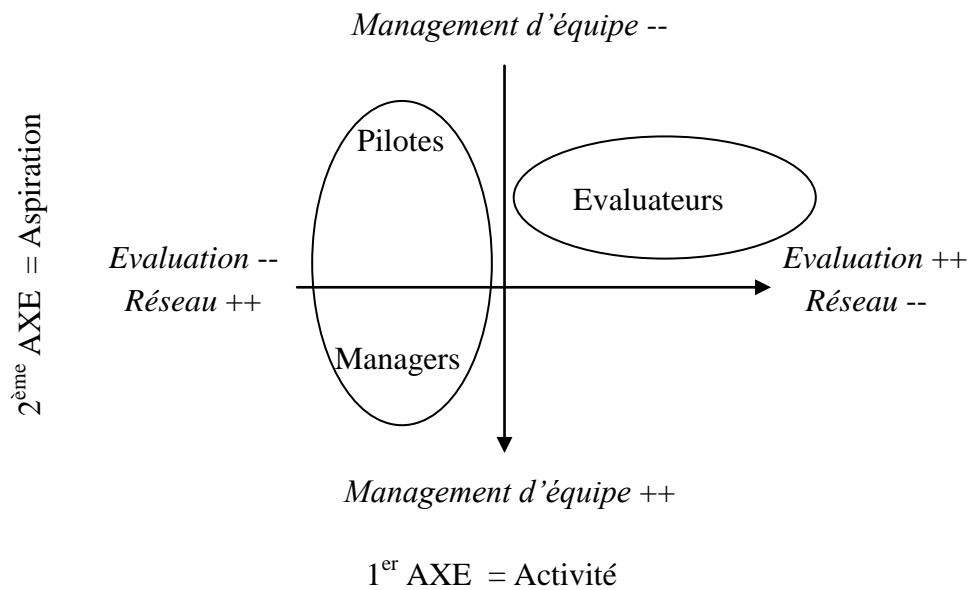 Management d’équipe --
2ème AXE = Aspiration
Pilotes
Evaluateurs
Evaluation --
Réseau ++
Evaluation ++
Réseau --
Managers
Management d’équipe ++
1er AXE = Activité